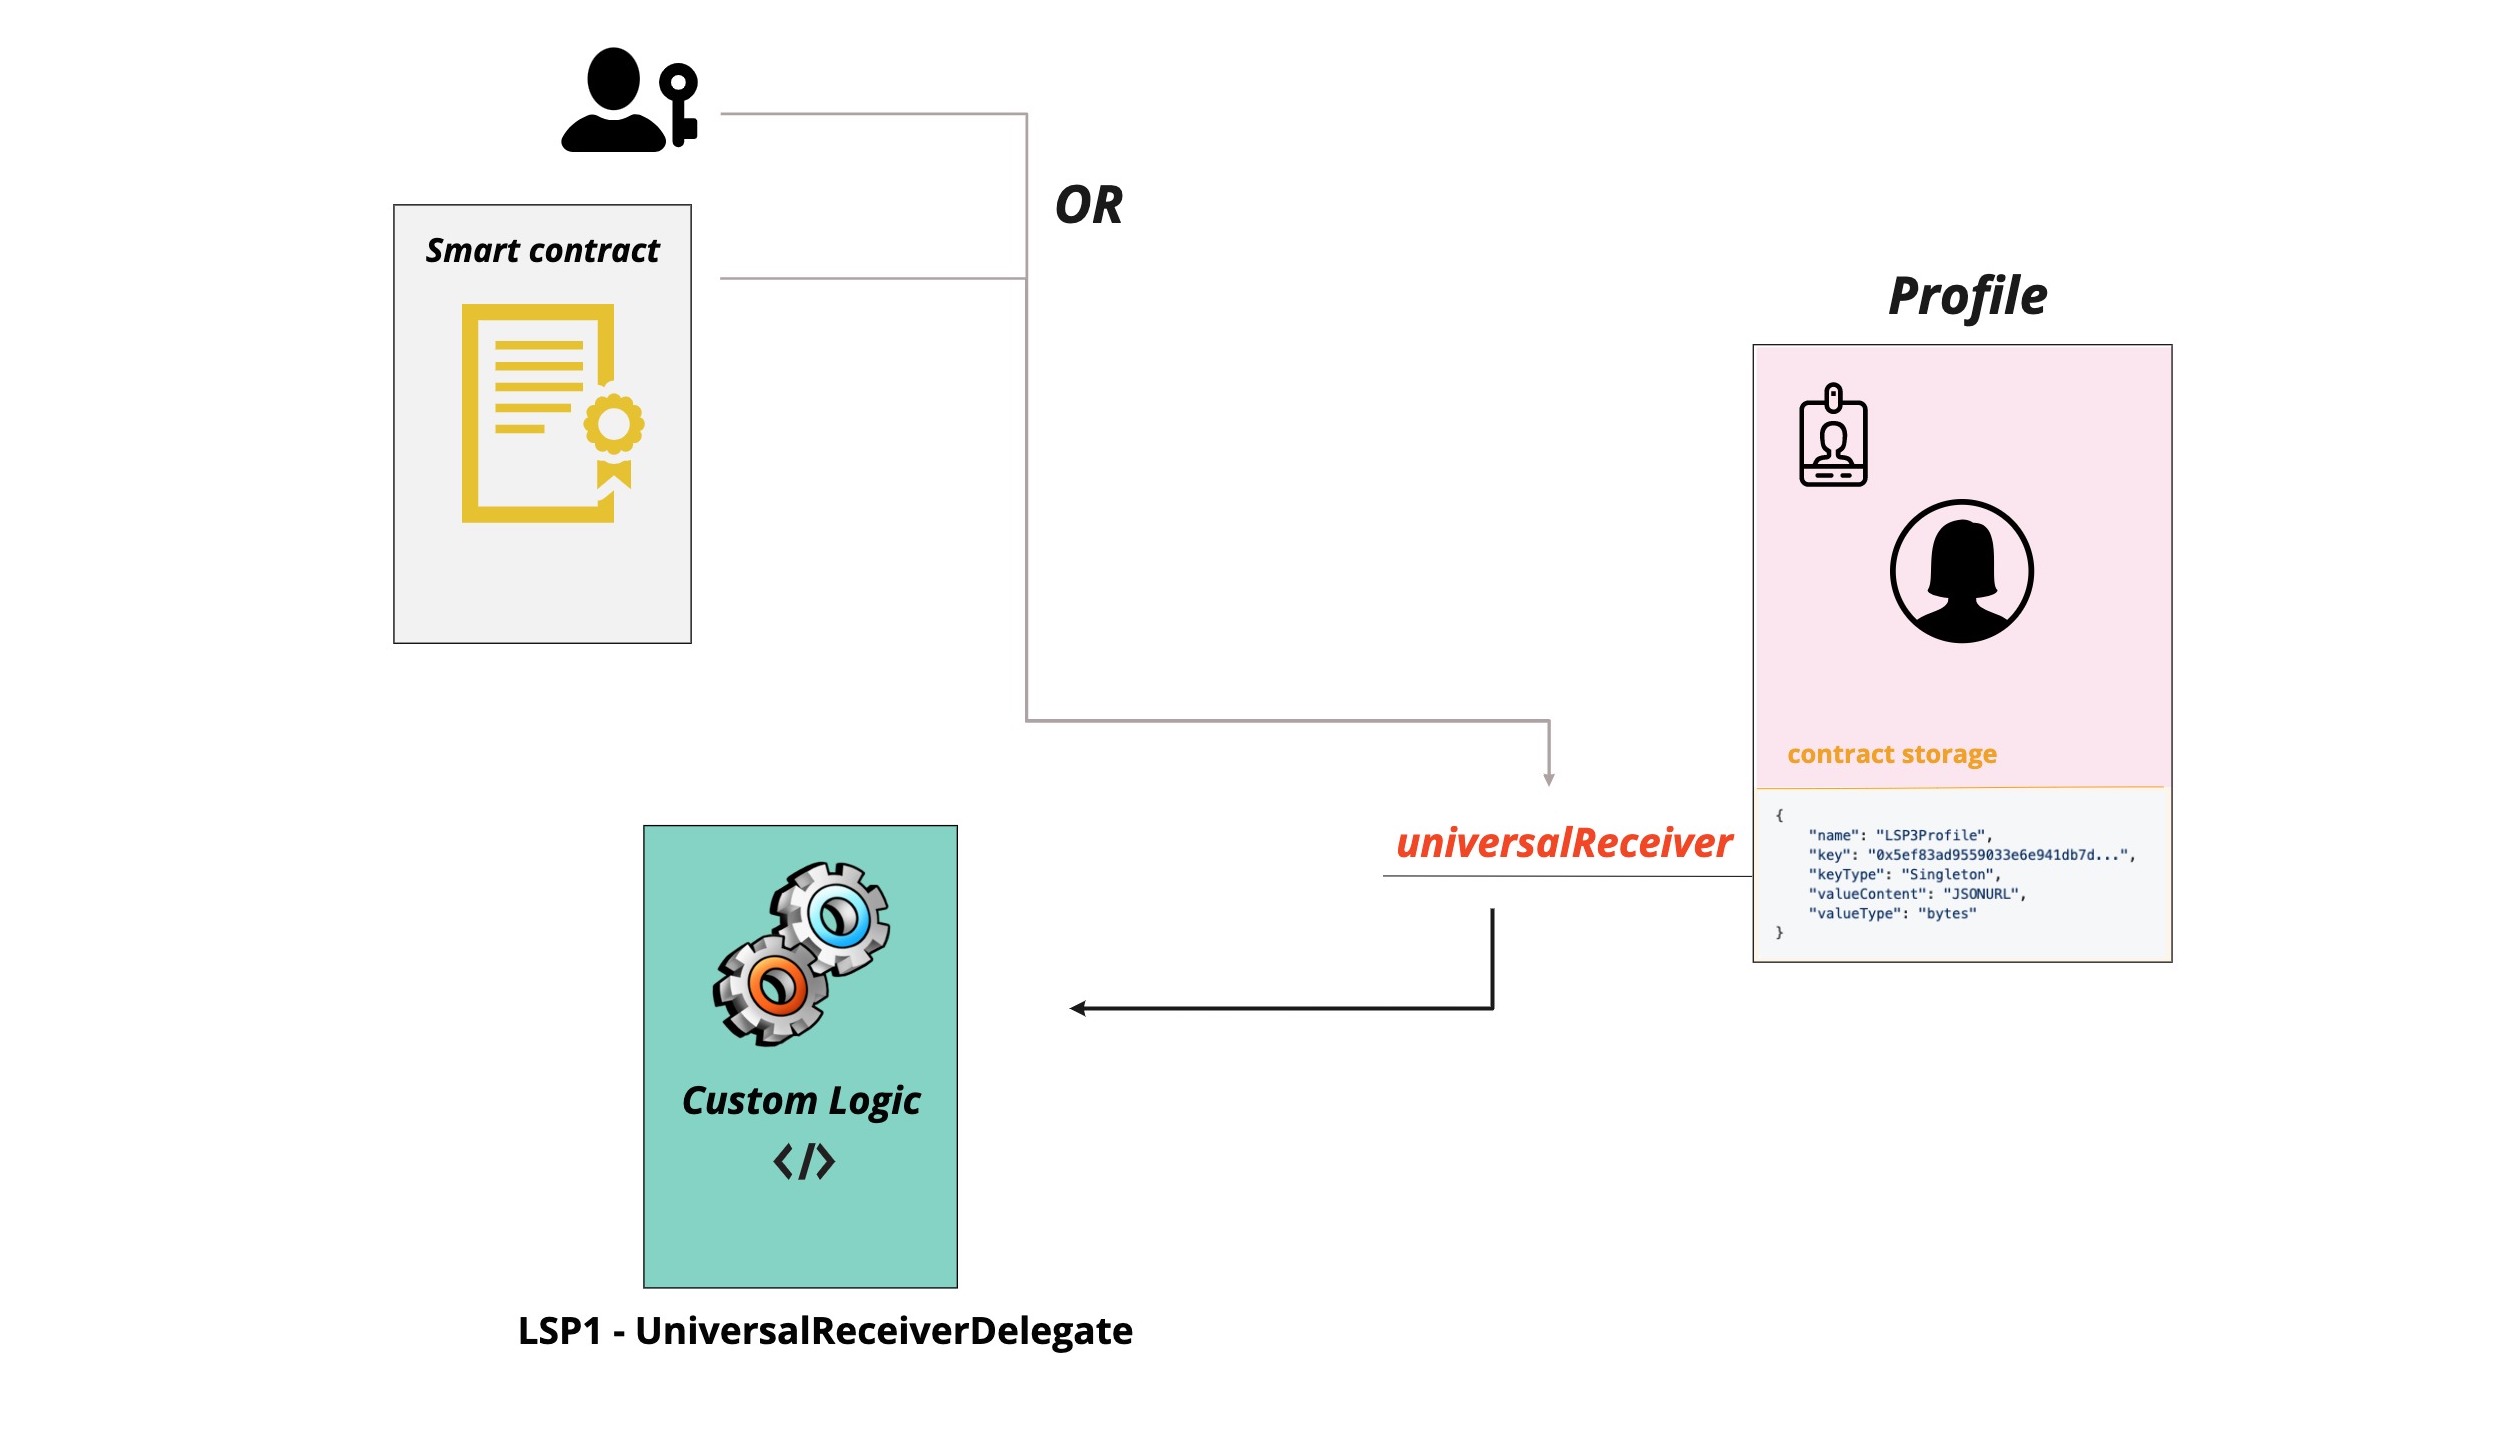 OR
Smart contract
Profile
contract storage
{
"name": "LSP3Profile",
"key": "0x5ef83ad9559033e6e941db7d...",
"keyType": "Singleton",
"valueContent": "JSONURL",
"valueType": "bytes"
}
universalReceiver
Custom Logic
</>
LSP1 - UniversalReceiverDelegate